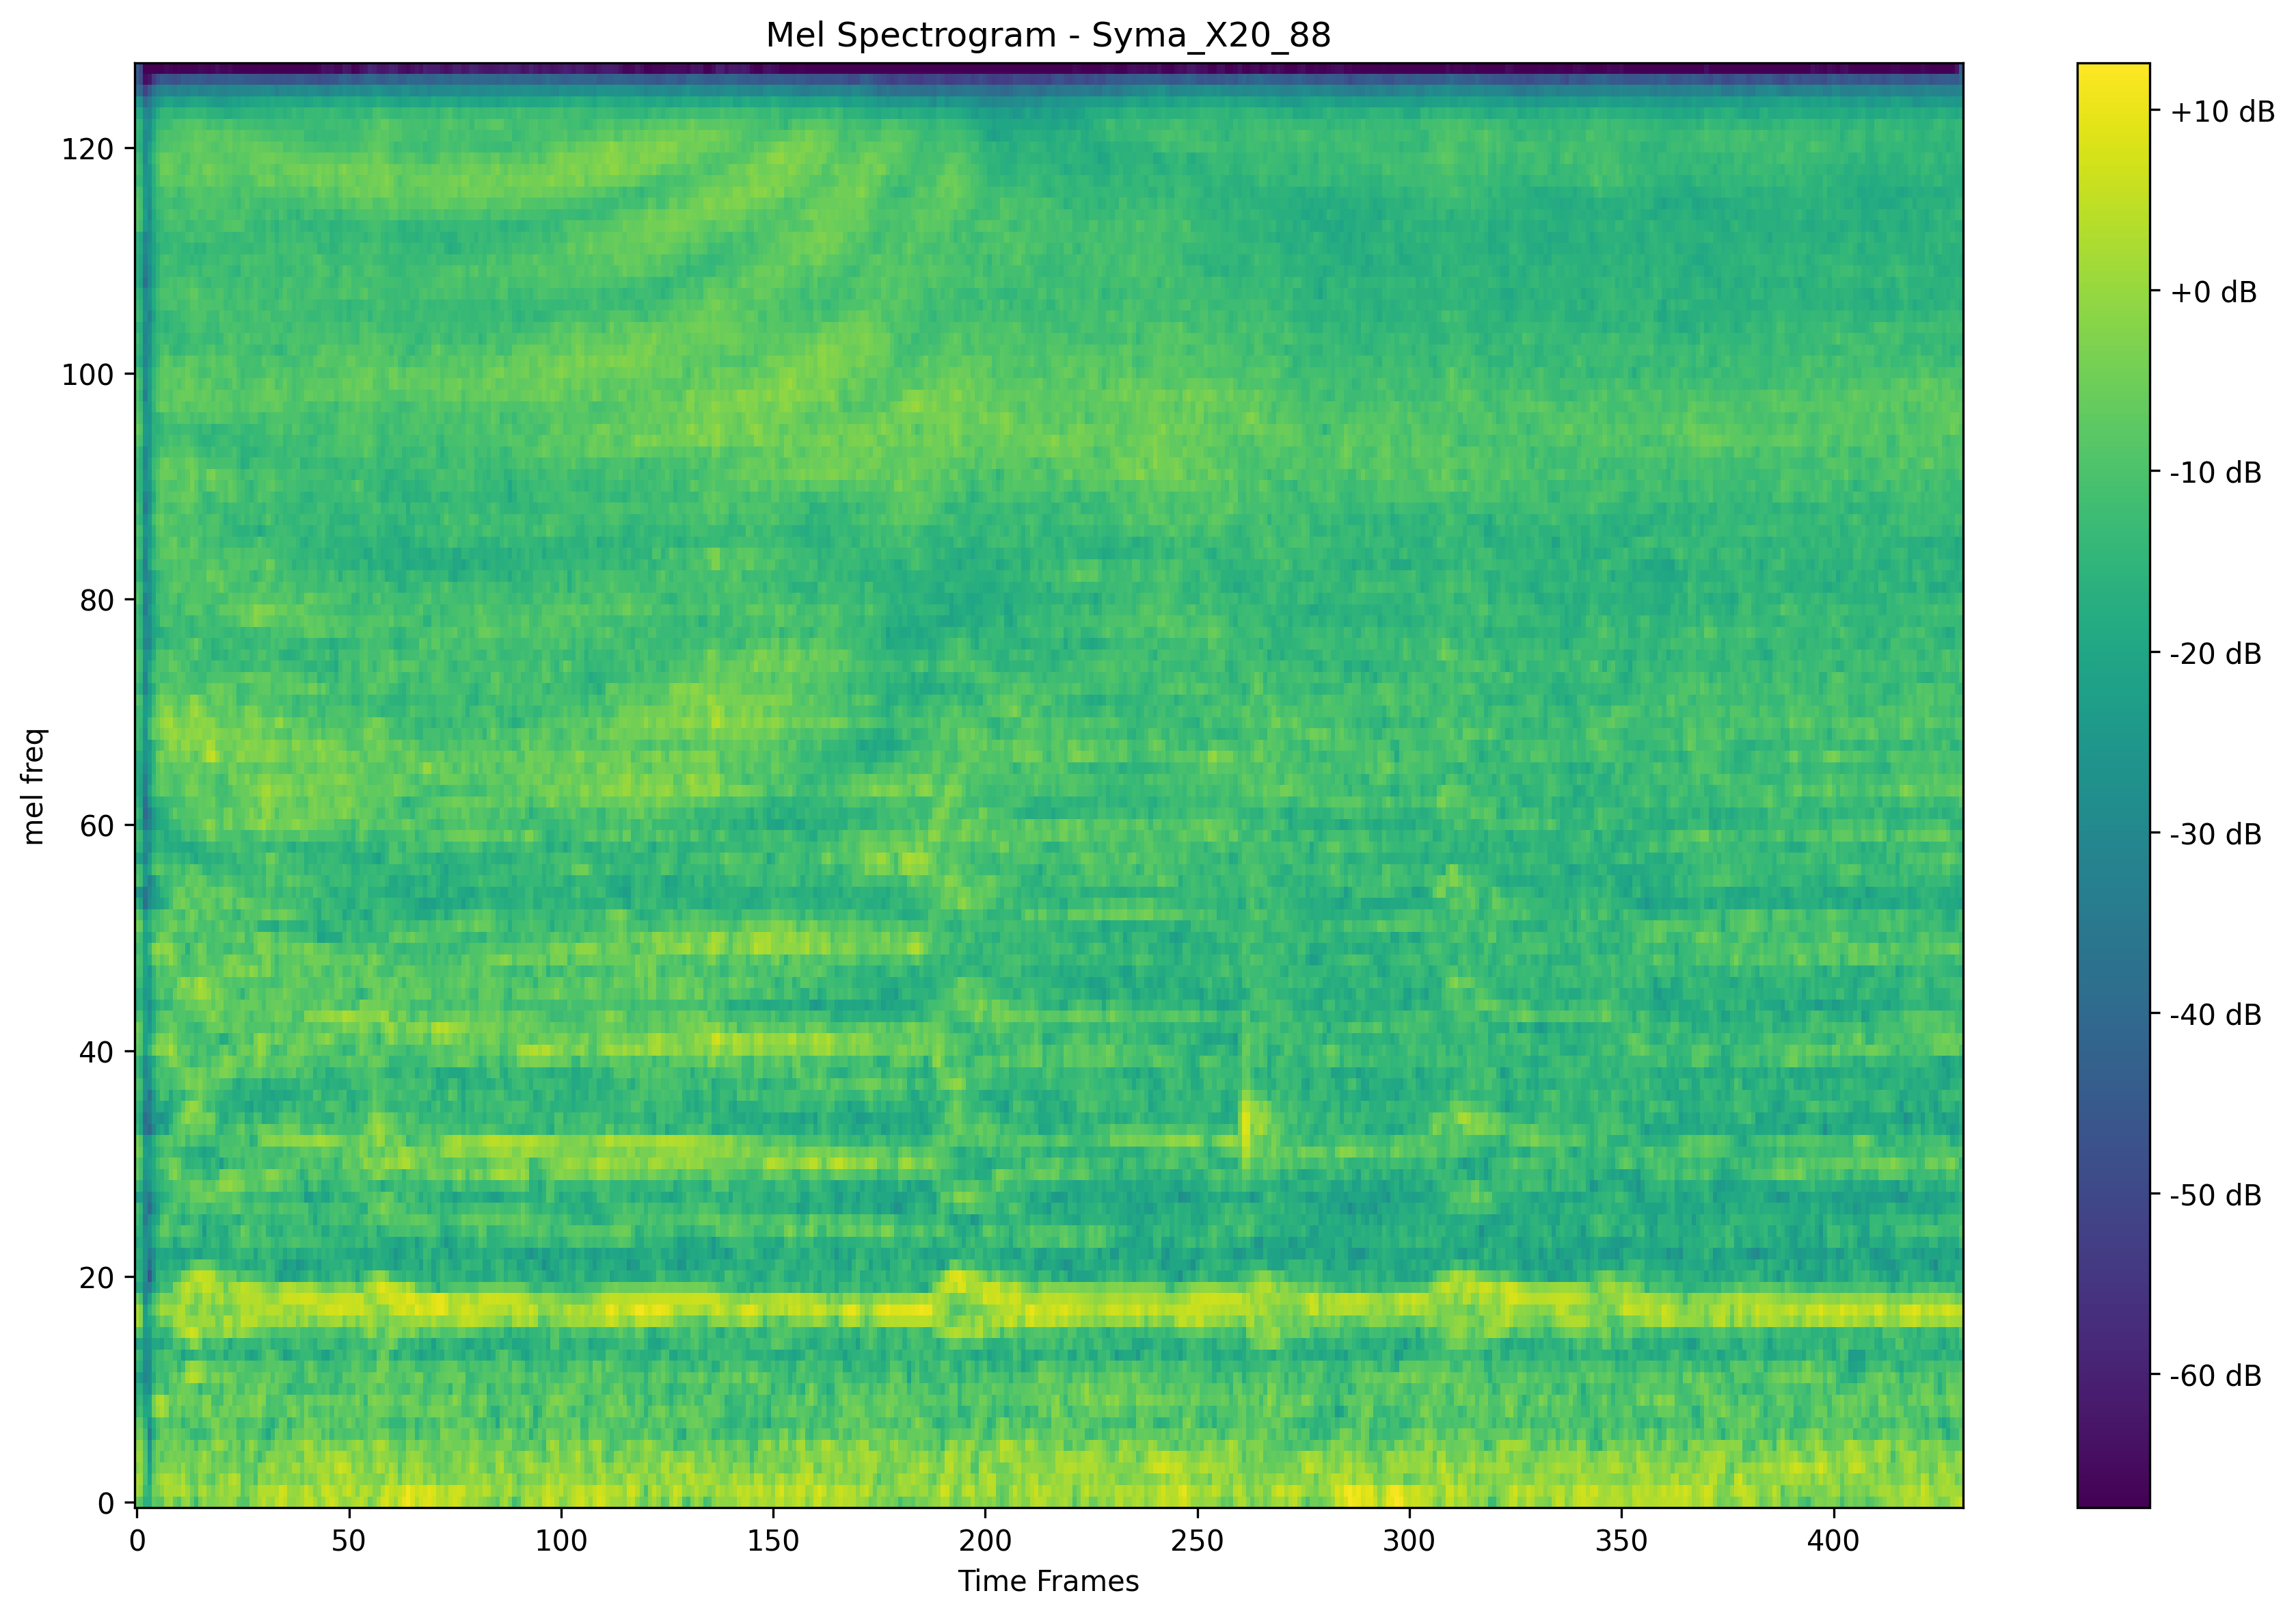 Mel Spectrogram - Syma_X20_88
mel freq
120
100
80
60
40
20
0
0 50 100 150 200 250 300 350 400
Time Frames
+10 dB
+0 dB
-10 dB
-20 dB
-30 dB
-40 dB
-50 dB
-60 dB